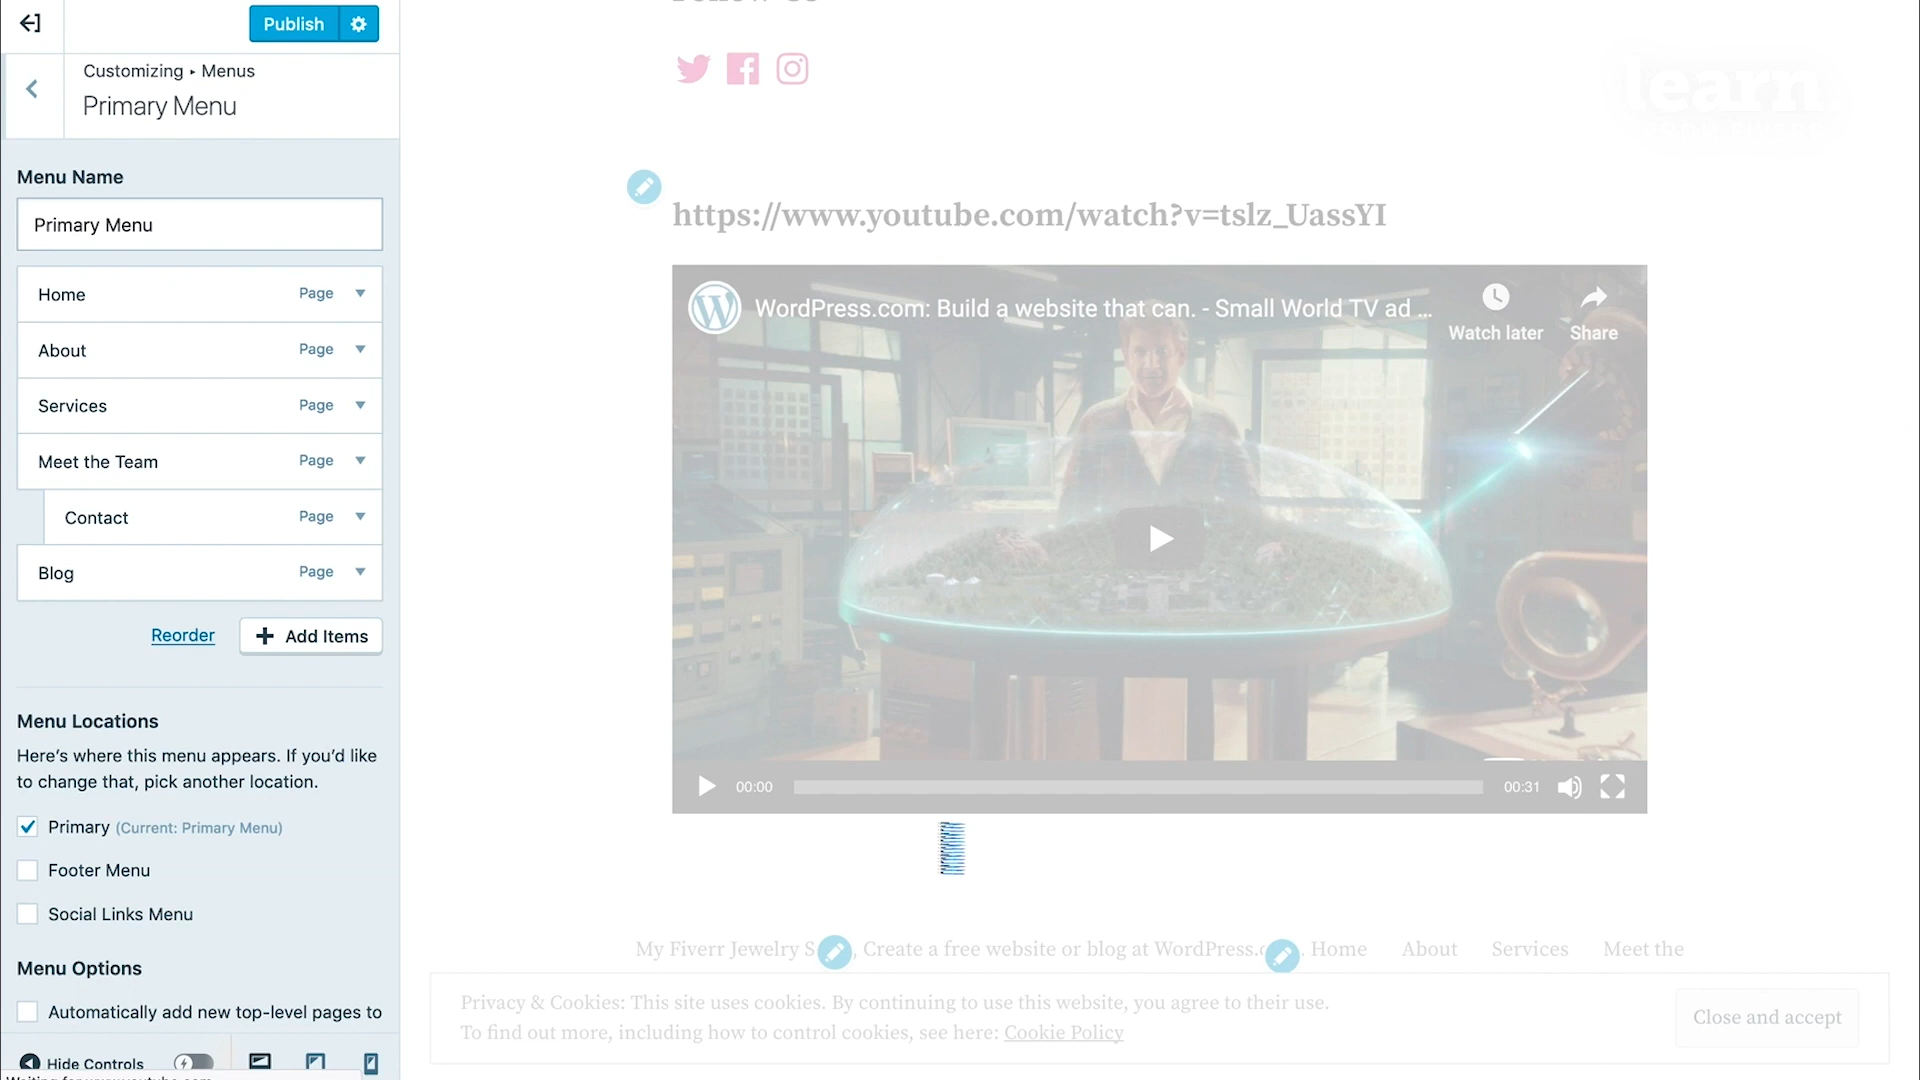 Publish
Customizing ▸ Menus
Primary Menu
Menu Name
Primary Menu
Home Page
About Page
Services Page
Meet the Team Page
Contact Page
Blog Page
Reorder
Add Items
Menu Locations
Here's where this menu appears. If you'd like
to change that, pick another location.
Primary (Current: Primary Menu)
Footer Menu
Social Links Menu
Menu Options
Automatically add new top-level pages to
Hide Controls
learn
https://www.youtube.com/watch?v=tslz_UassYI
WordPress.com: Build a website that can. - Small World TV ad ...
Watch later
Share
00:00
00:31
My Fiverr Jewelry S , Create a free website or blog at WordPress. Home About Services Meet the
Privacy & Cookies: This site uses cookies. By continuing to use this website, you agree to their use.
To find out more, including how to control cookies, see here: Cookie Policy
Close and accept